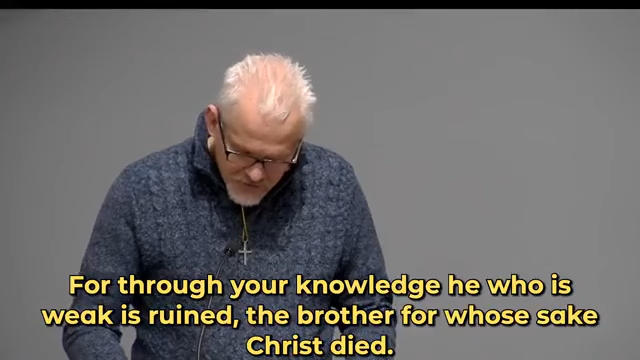 For through your knowledge he who is
weak is ruined, the brother for whose sake
Christ died.